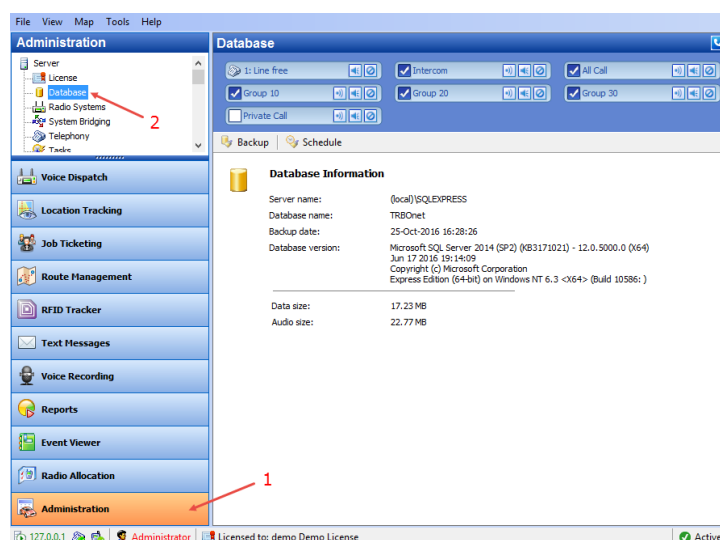 File View Map Tools Help
Administration
Database
Server
License
Database
Radio Systems
System Bridging
Telephony
Tasks
2
1: Line free
Intercom
All Call
Group 10
Group 20
Group 30
Private Call
Backup
Schedule
Voice Dispatch
Location Tracking
Job Ticketing
Route Management
RFID Tracker
Text Messages
Voice Recording
Reports
Event Viewer
Radio Allocation
Administration
1
Database Information
Server name: (local)\SQLEXPRESS
Database name: TRBOnet
Backup date: 25-Oct-2016 16:28:26
Database version: Microsoft SQL Server 2014 (SP2) (KB3171021) - 12.0.5000.0 (X64)
Jun 17 2016 19:14:09
Copyright (c) Microsoft Corporation
Express Edition (64-bit) on Windows NT 6.3 <X64> (Build 10586: )
Data size: 17.23 MB
Audio size: 22.77 MB
127.0.0.1
Administrator
Licensed to: demo Demo License
Active